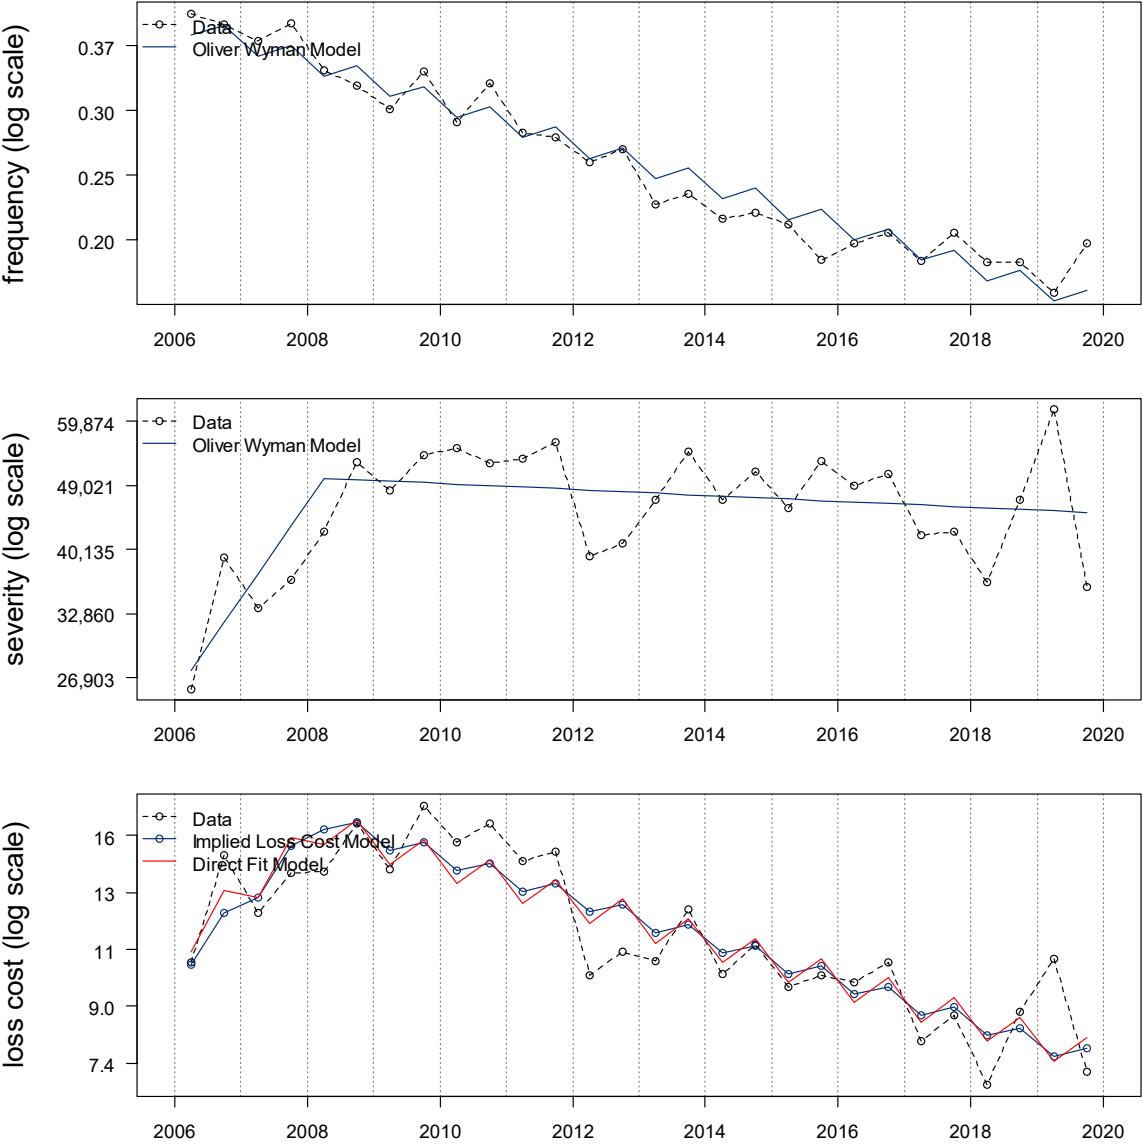 frequency (log scale)
0.37
0.30
0.25
0.20
Data
Oliver Wyman Model
2006 2008 2010 2012 2014 2016 2018 2020
severity (log scale)
59,874
49,021
40,135
32,860
26,903
Data
Oliver Wyman Model
2006 2008 2010 2012 2014 2016 2018 2020
loss cost (log scale)
16
13
11
9.0
7.4
Data
Implied Loss Cost Model
Direct Fit Model
2006 2008 2010 2012 2014 2016 2018 2020